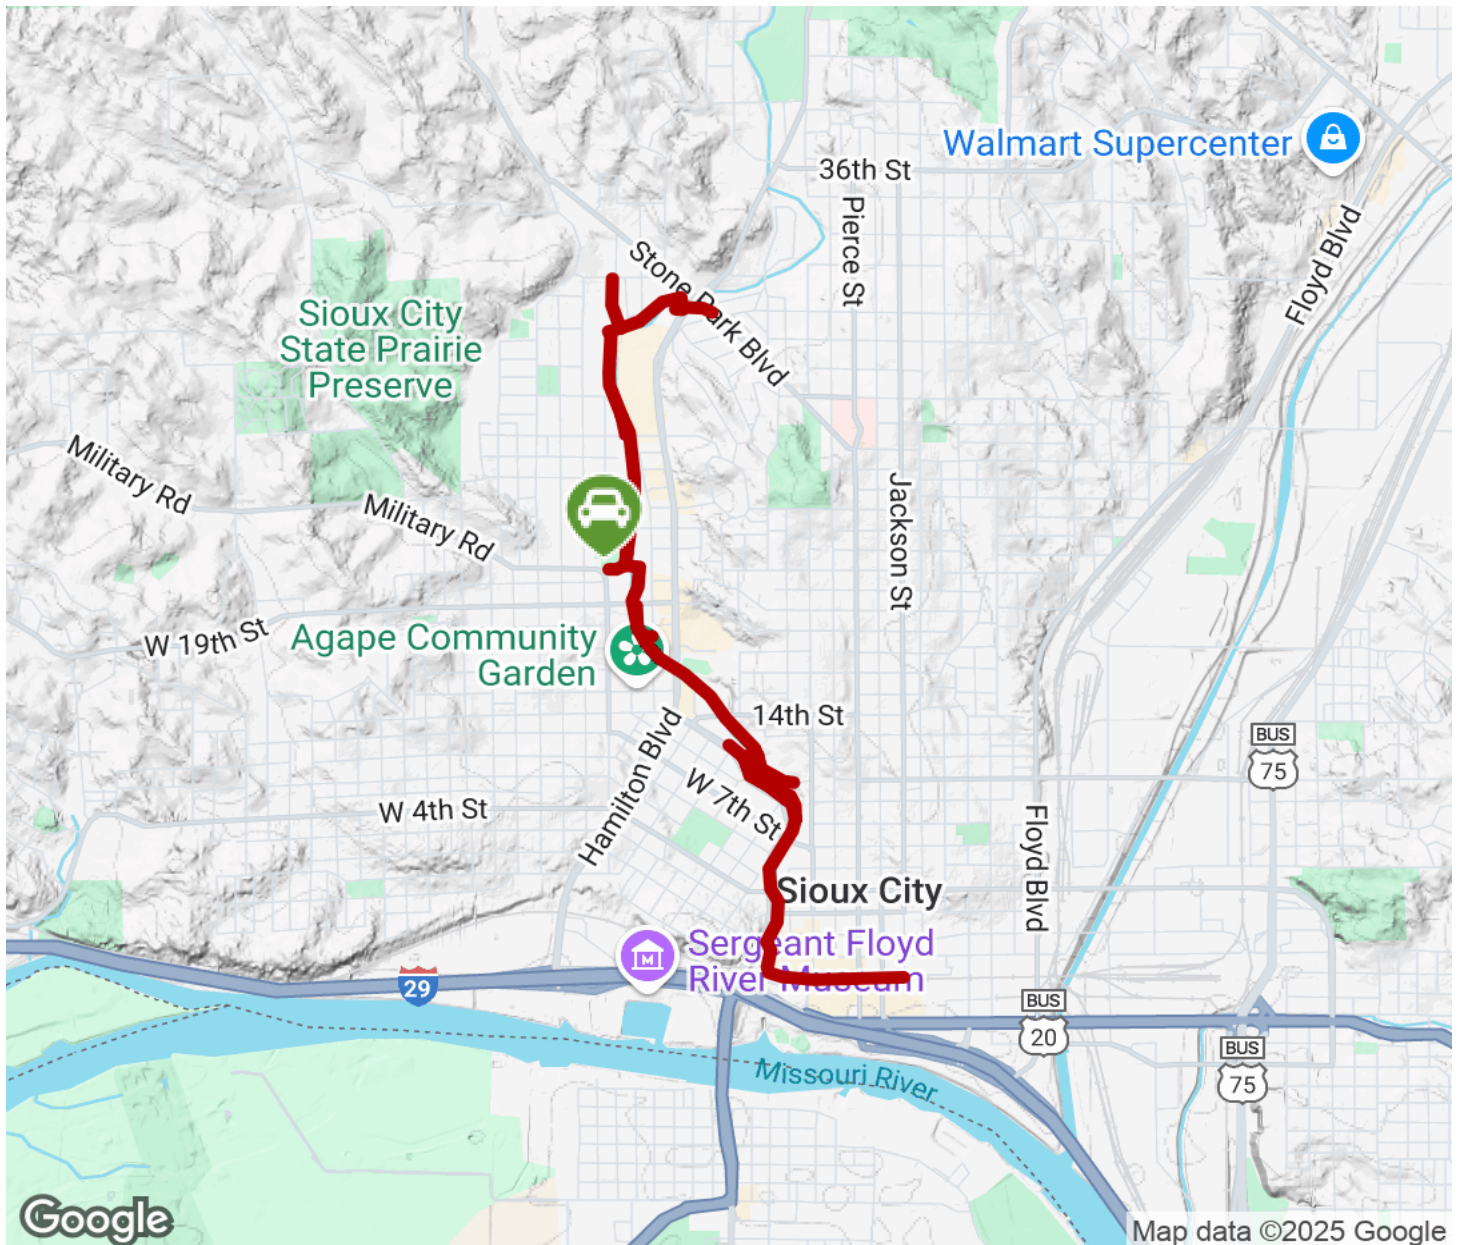 Walmart Supercenter
36th St
Pierce St
Floyd Blvd
Stone Park Blvd
Sioux City
State Prairie
Preserve
Military Rd
Military Rd
Jackson St
W 19th St
Agape Community
Garden
14th St
Hamilton Blvd
BUS
75
W 7th St
W 4th St
Floyd Blvd
Sioux City
Sergeant Floyd
River Museum
29
BUS
20
BUS
75
Missouri River
Google
Map data ©2025 Google